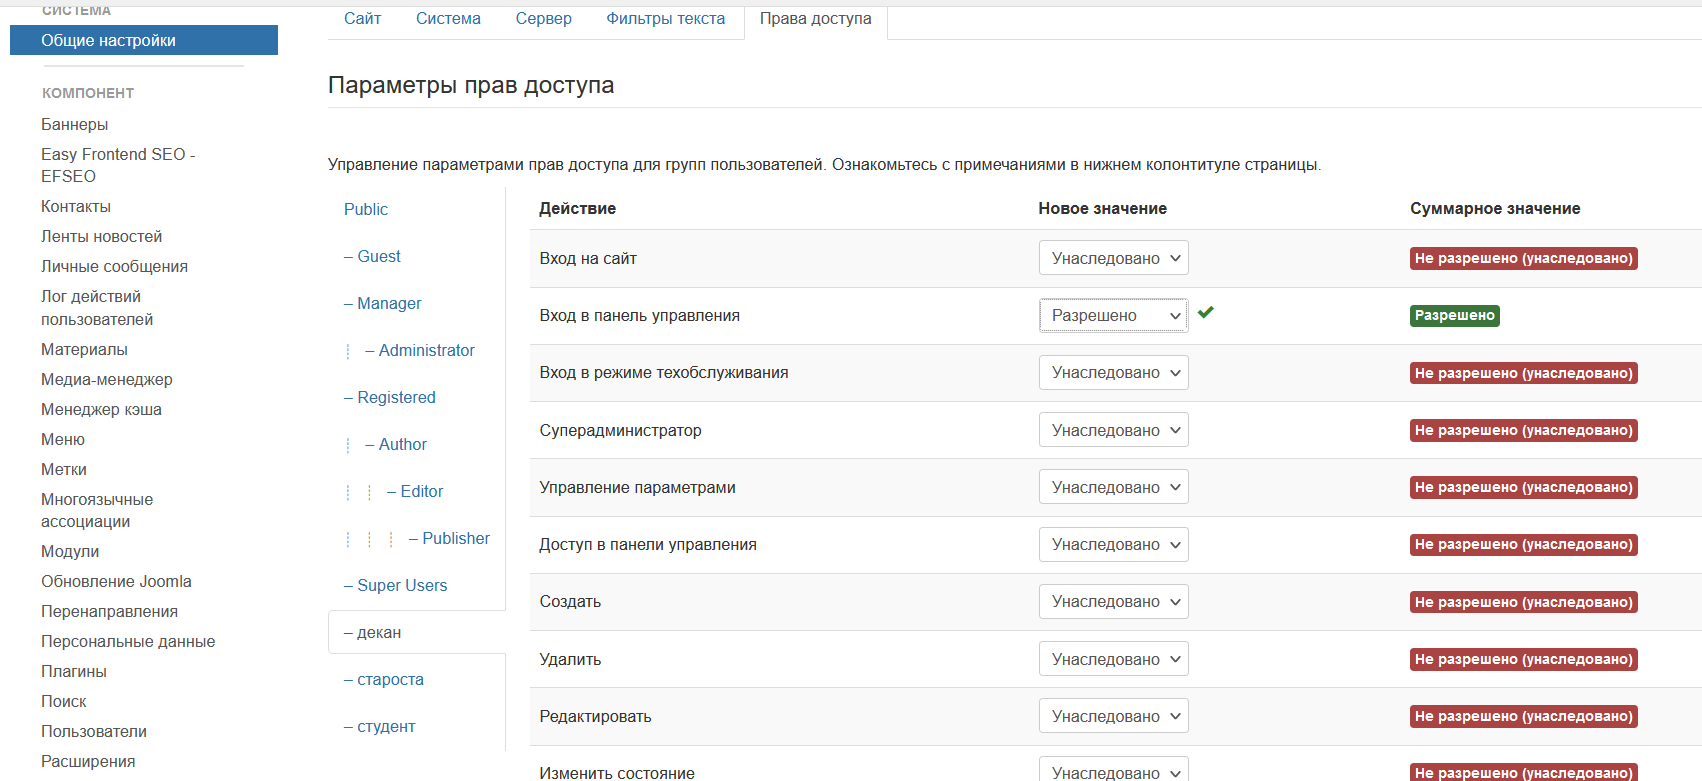 СИСТЕМА
Общие настройки
КОМПОНЕНТ
Баннеры
Easy Frontend SEO -
EFSEO
Контакты
Ленты новостей
Личные сообщения
Лог действий
пользователей
Материалы
Медиа-менеджер
Менеджер кэша
Меню
Метки
Многоязычные
ассоциации
Модули
Обновление Joomla
Перенаправления
Персональные данные
Плагины
Поиск
Пользователи
Расширения
Сайт Система Сервер Фильтры текста Права доступа
Параметры прав доступа
Управление параметрами прав доступа для групп пользователей. Ознакомьтесь с примечаниями в нижнем колонтитуле страницы.
Public
– Guest
– Manager
– Administrator
– Registered
– Author
– Editor
– Publisher
– Super Users
– декан
– староста
– студент
Действие Новое значение Суммарное значение
Вход на сайт Унаследовано Не разрешено (унаследовано)
Вход в панель управления Разрешено Разрешено
Вход в режиме техобслуживания Унаследовано Не разрешено (унаследовано)
Суперадминистратор Унаследовано Не разрешено (унаследовано)
Управление параметрами Унаследовано Не разрешено (унаследовано)
Доступ в панели управления Унаследовано Не разрешено (унаследовано)
Создать Унаследовано Не разрешено (унаследовано)
Удалить Унаследовано Не разрешено (унаследовано)
Редактировать Унаследовано Не разрешено (унаследовано)
Изменить состояние Унаследовано Не разрешено (унаследовано)